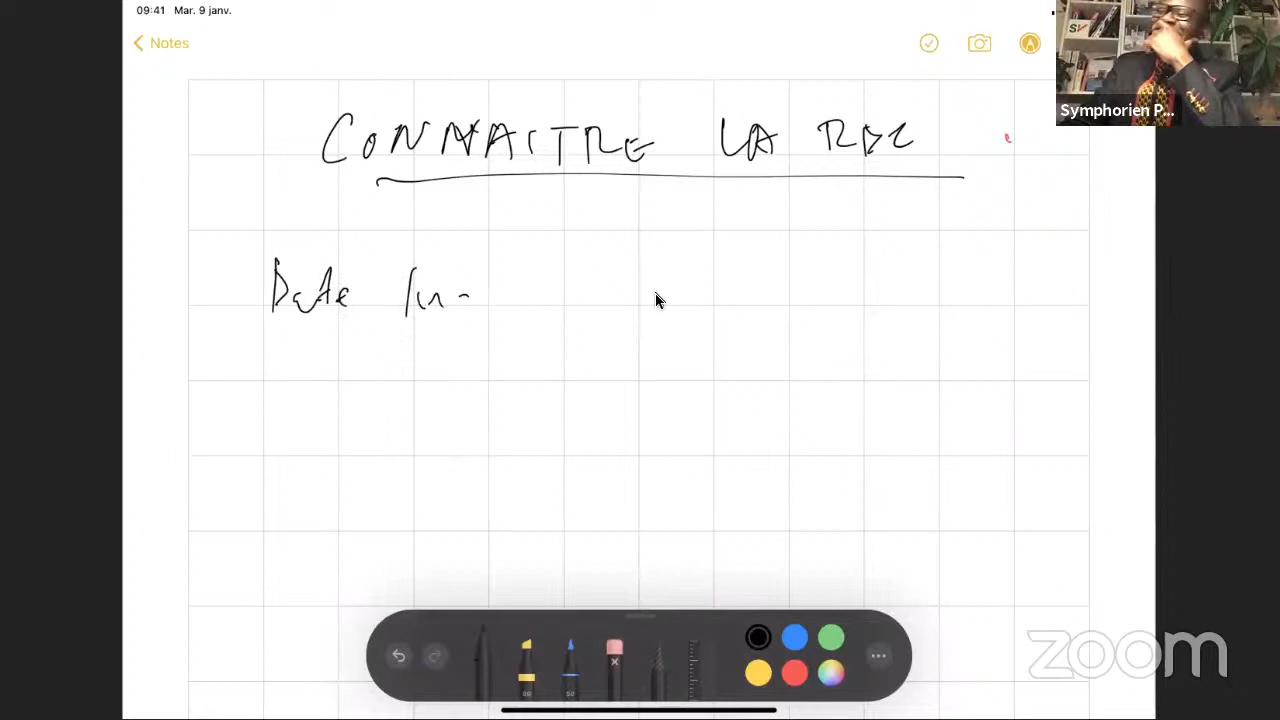 09:41 Mar. 9 janv.
Notes
Symphorien P...
CONNAITRE LA RDC
Date
zoom